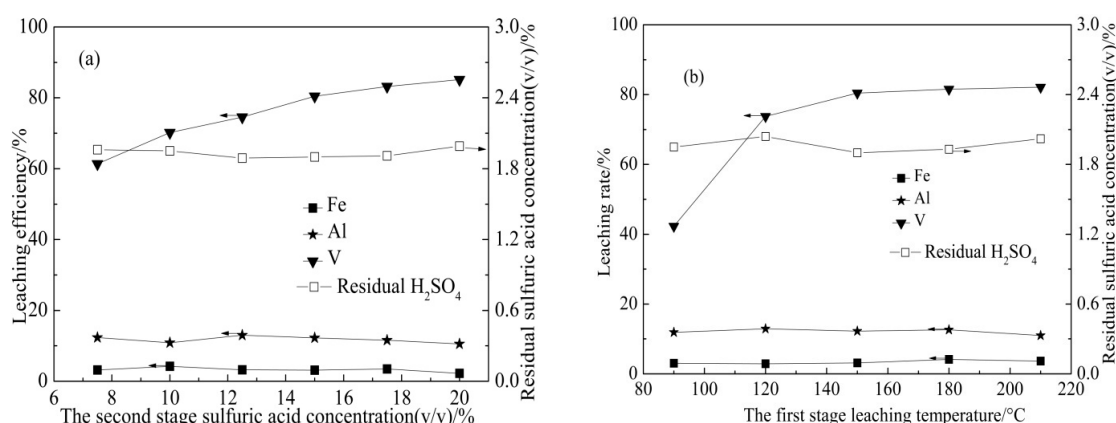 (a)
100
80
60
40
20
0
Leaching efficiency/%
3.0
2.4
1.8
1.2
0.6
0.0
Residual sulfuric acid concentration(v/v)/%
Fe
Al
V
Residual H₂SO₄
6 8 10 12 14 16 18 20
The second stage sulfuric acid concentration(v/v)/%
(b)
100
80
60
40
20
0
Leaching rate/%
3.0
2.4
1.8
1.2
0.6
0.0
Residual sulfuric acid concentration(v/v)/%
Fe
Al
V
Residual H₂SO₄
80 100 120 140 160 180 200 220
The first stage leaching temperature/°C